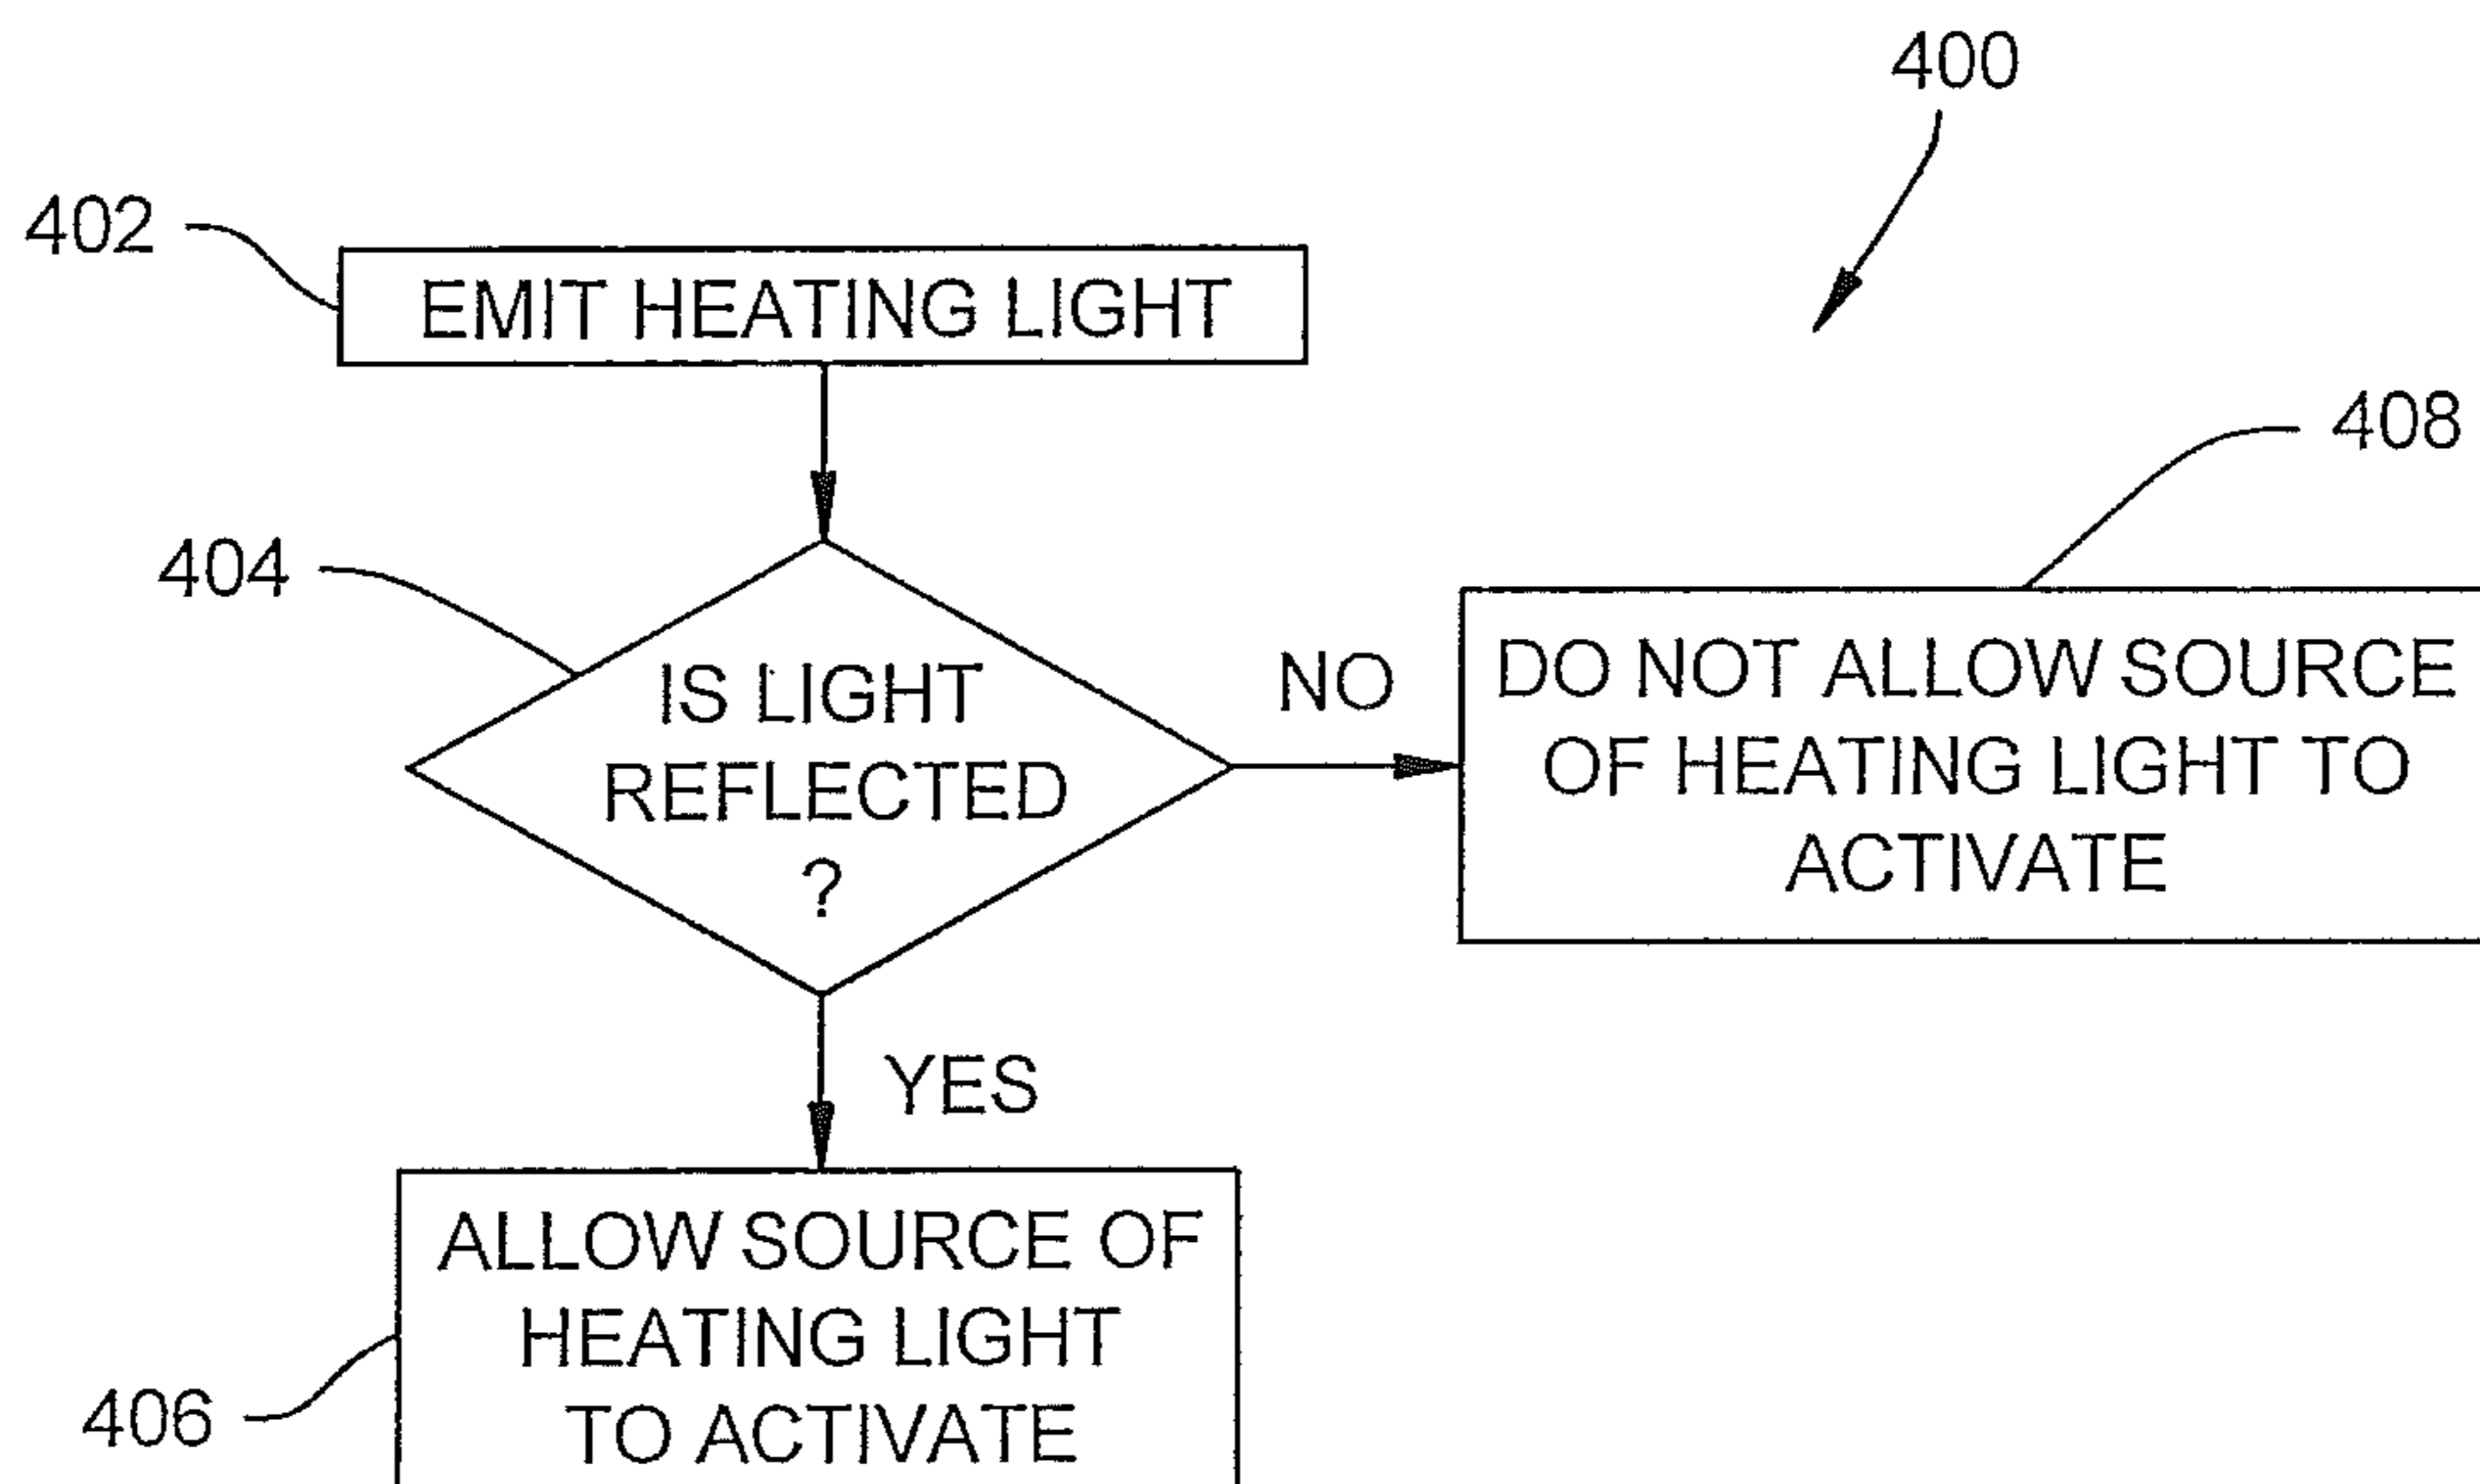 400
402
EMIT HEATING LIGHT
408
404
IS LIGHT
REFLECTED
?
NO
DO NOT ALLOW SOURCE
OF HEATING LIGHT TO
ACTIVATE
YES
ALLOW SOURCE OF
HEATING LIGHT
TO ACTIVATE
406